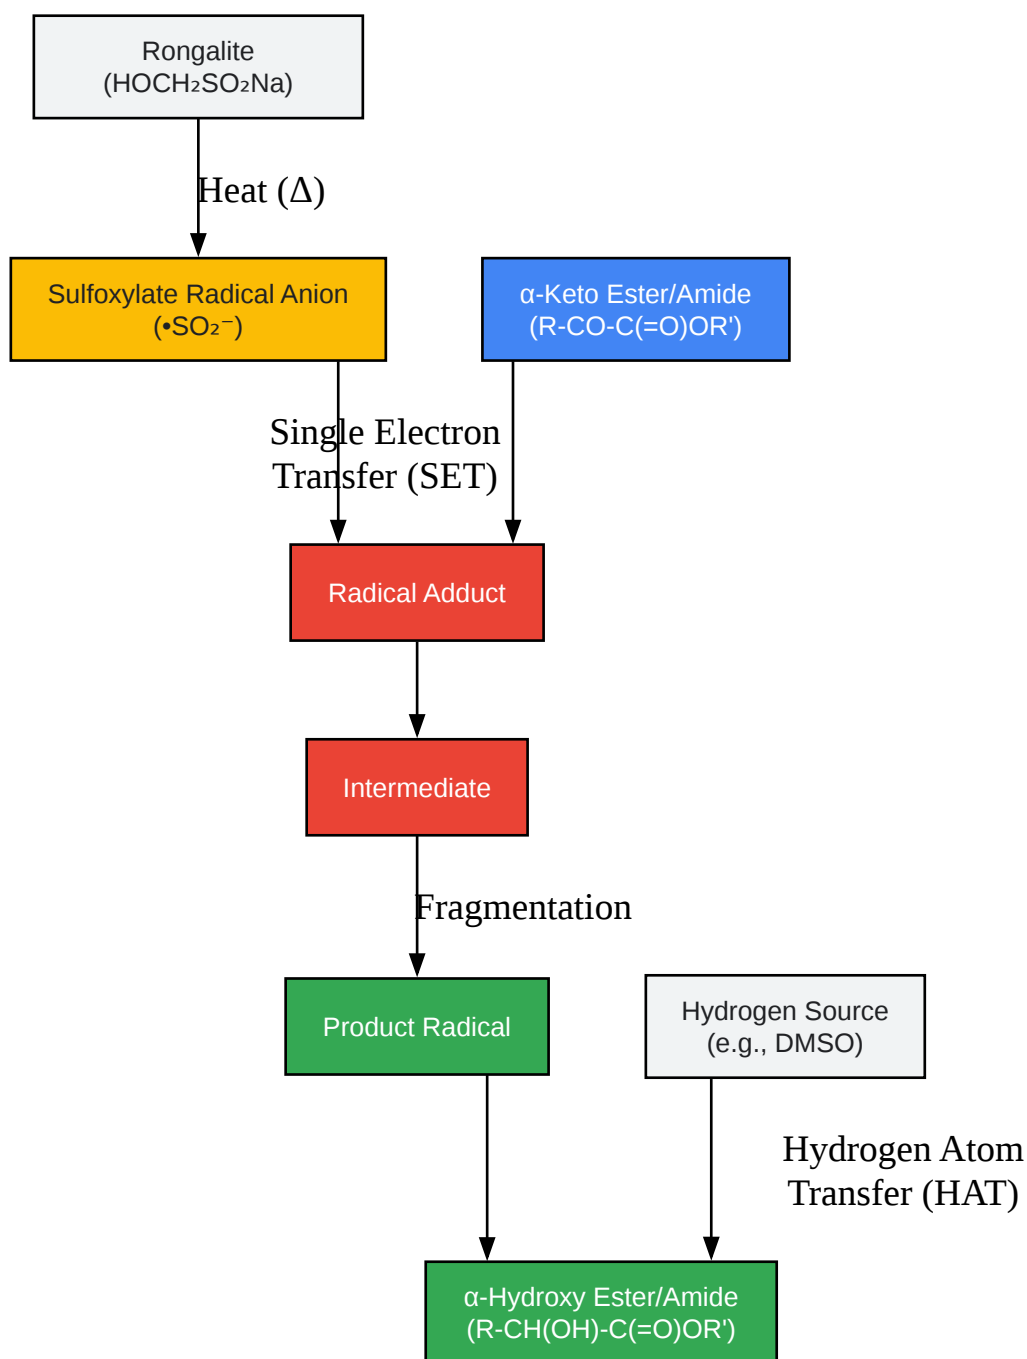 Rongalite
(HOCH₂SO₂Na)
Heat (Δ)
Sulfoxylate Radical Anion
(•SO₂⁻)
α-Keto Ester/Amide
(R-CO-C(=O)OR')
Single Electron
Transfer (SET)
Radical Adduct
Intermediate
Fragmentation
Product Radical
Hydrogen Source
(e.g., DMSO)
Hydrogen Atom
Transfer (HAT)
α-Hydroxy Ester/Amide
(R-CH(OH)-C(=O)OR')